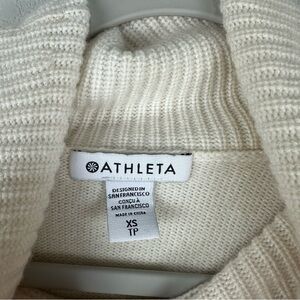 ATHLETA
DESIGNED IN
SAN FRANCISCO
CONÇU À
SAN FRANCISCO
MADE IN CHINA
XS
TP